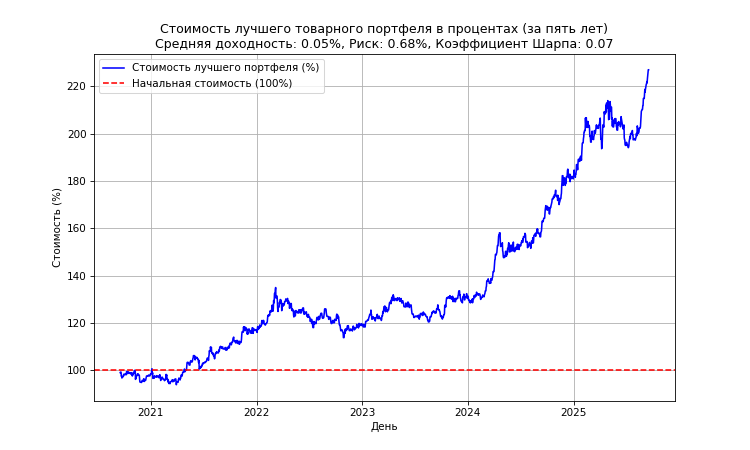 Стоимость лучшего товарного портфеля в процентах (за пять лет)
Средняя доходность: 0.05%, Риск: 0.68%, Коэффициент Шарпа: 0.07
Стоимость лучшего портфеля (%)
Начальная стоимость (100%)
Стоимость (%)
220
200
180
160
140
120
100
2021
2022
2023
2024
2025
День